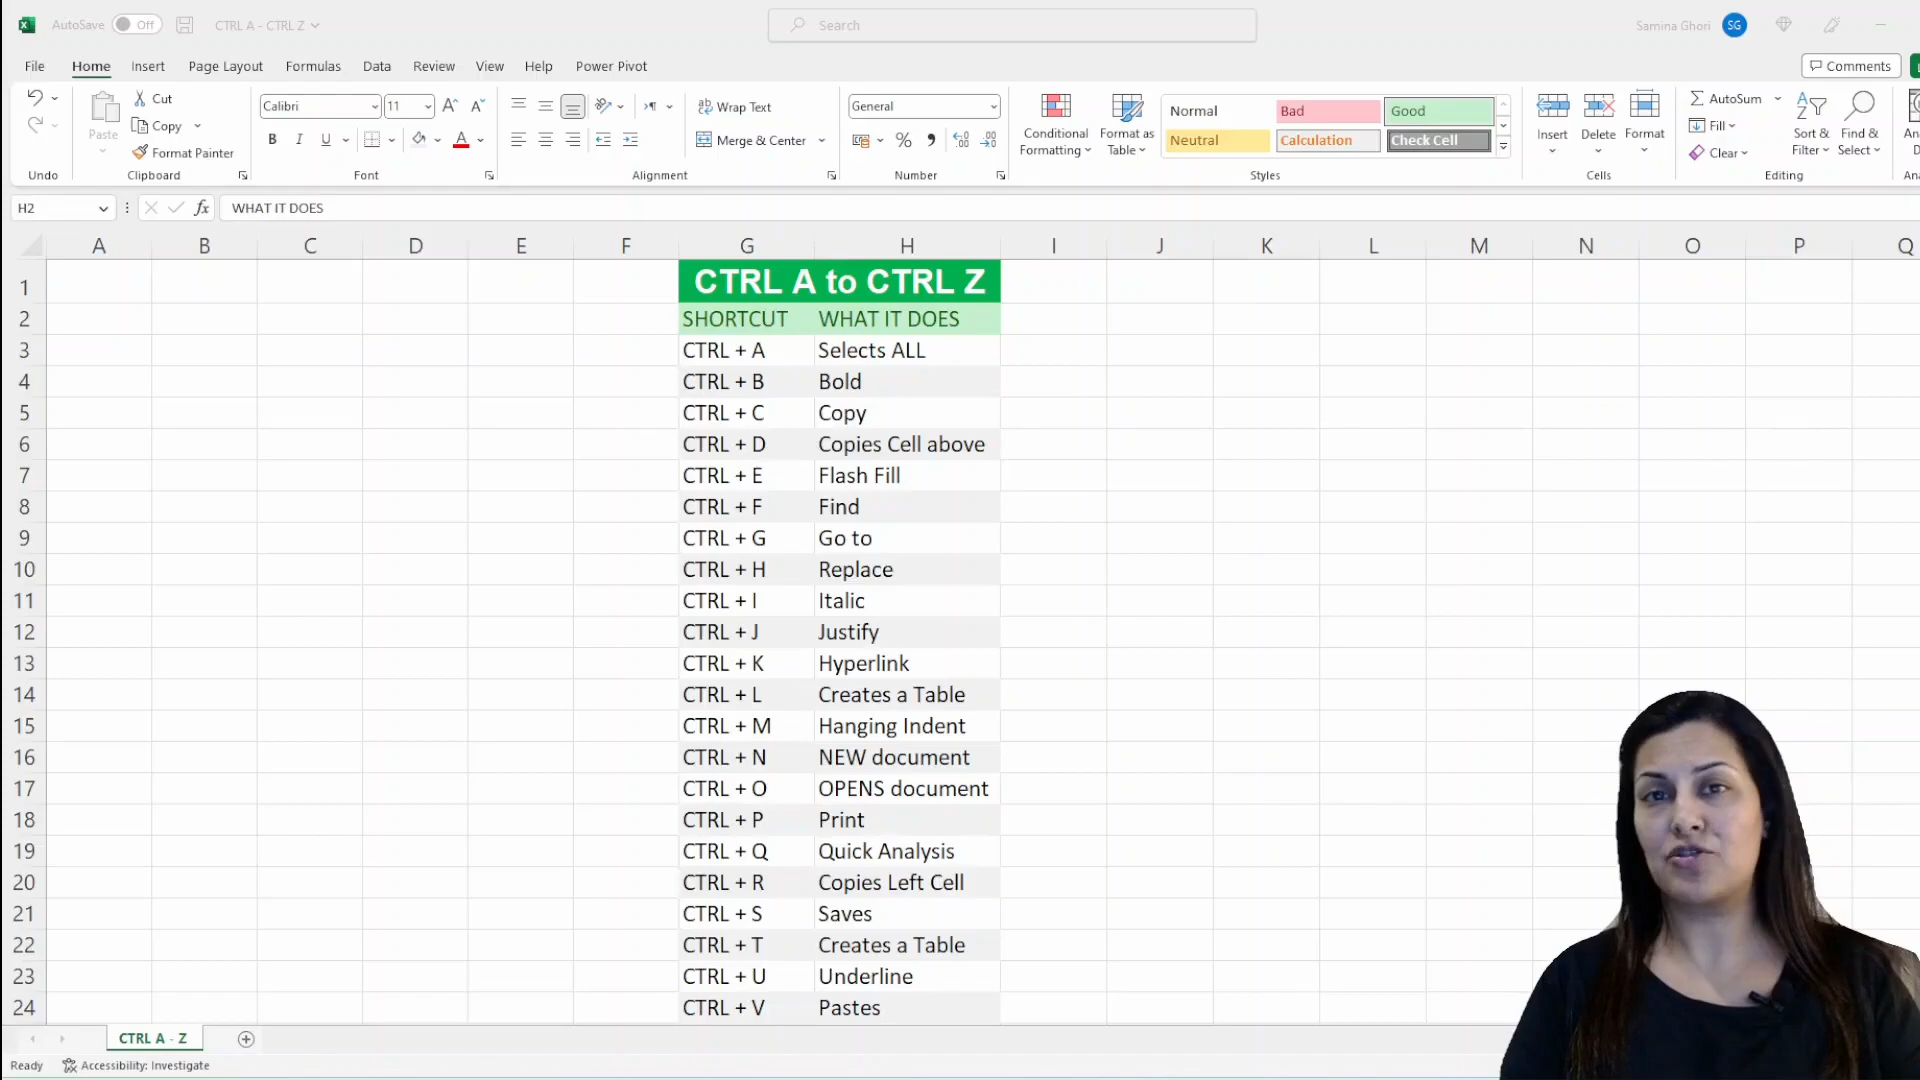 AutoSave Off CTRL A - CTRL Z Search Samina Ghori SG
File Home Insert Page Layout Formulas Data Review View Help Power Pivot Comments
Cut
Copy
Format Painter
Paste
Undo Clipboard
Calibri 11
B I U A
Font
Wrap Text
Merge & Center
Alignment
General
Number
Conditional Formatting
Format as Table
Normal Bad Good
Neutral Calculation Check Cell
Styles
Insert Delete Format
Cells
AutoSum
Fill
Clear
Sort & Filter
Find & Select
Editing
H2 fx WHAT IT DOES
A B C D E F G H I J K L M N O P Q
1 CTRL A to CTRL Z
2 SHORTCUT WHAT IT DOES
3 CTRL + A Selects ALL
4 CTRL + B Bold
5 CTRL + C Copy
6 CTRL + D Copies Cell above
7 CTRL + E Flash Fill
8 CTRL + F Find
9 CTRL + G Go to
10 CTRL + H Replace
11 CTRL + I Italic
12 CTRL + J Justify
13 CTRL + K Hyperlink
14 CTRL + L Creates a Table
15 CTRL + M Hanging Indent
16 CTRL + N NEW document
17 CTRL + O OPENS document
18 CTRL + P Print
19 CTRL + Q Quick Analysis
20 CTRL + R Copies Left Cell
21 CTRL + S Saves
22 CTRL + T Creates a Table
23 CTRL + U Underline
24 CTRL + V Pastes
CTRL A - Z
Ready Accessibility: Investigate